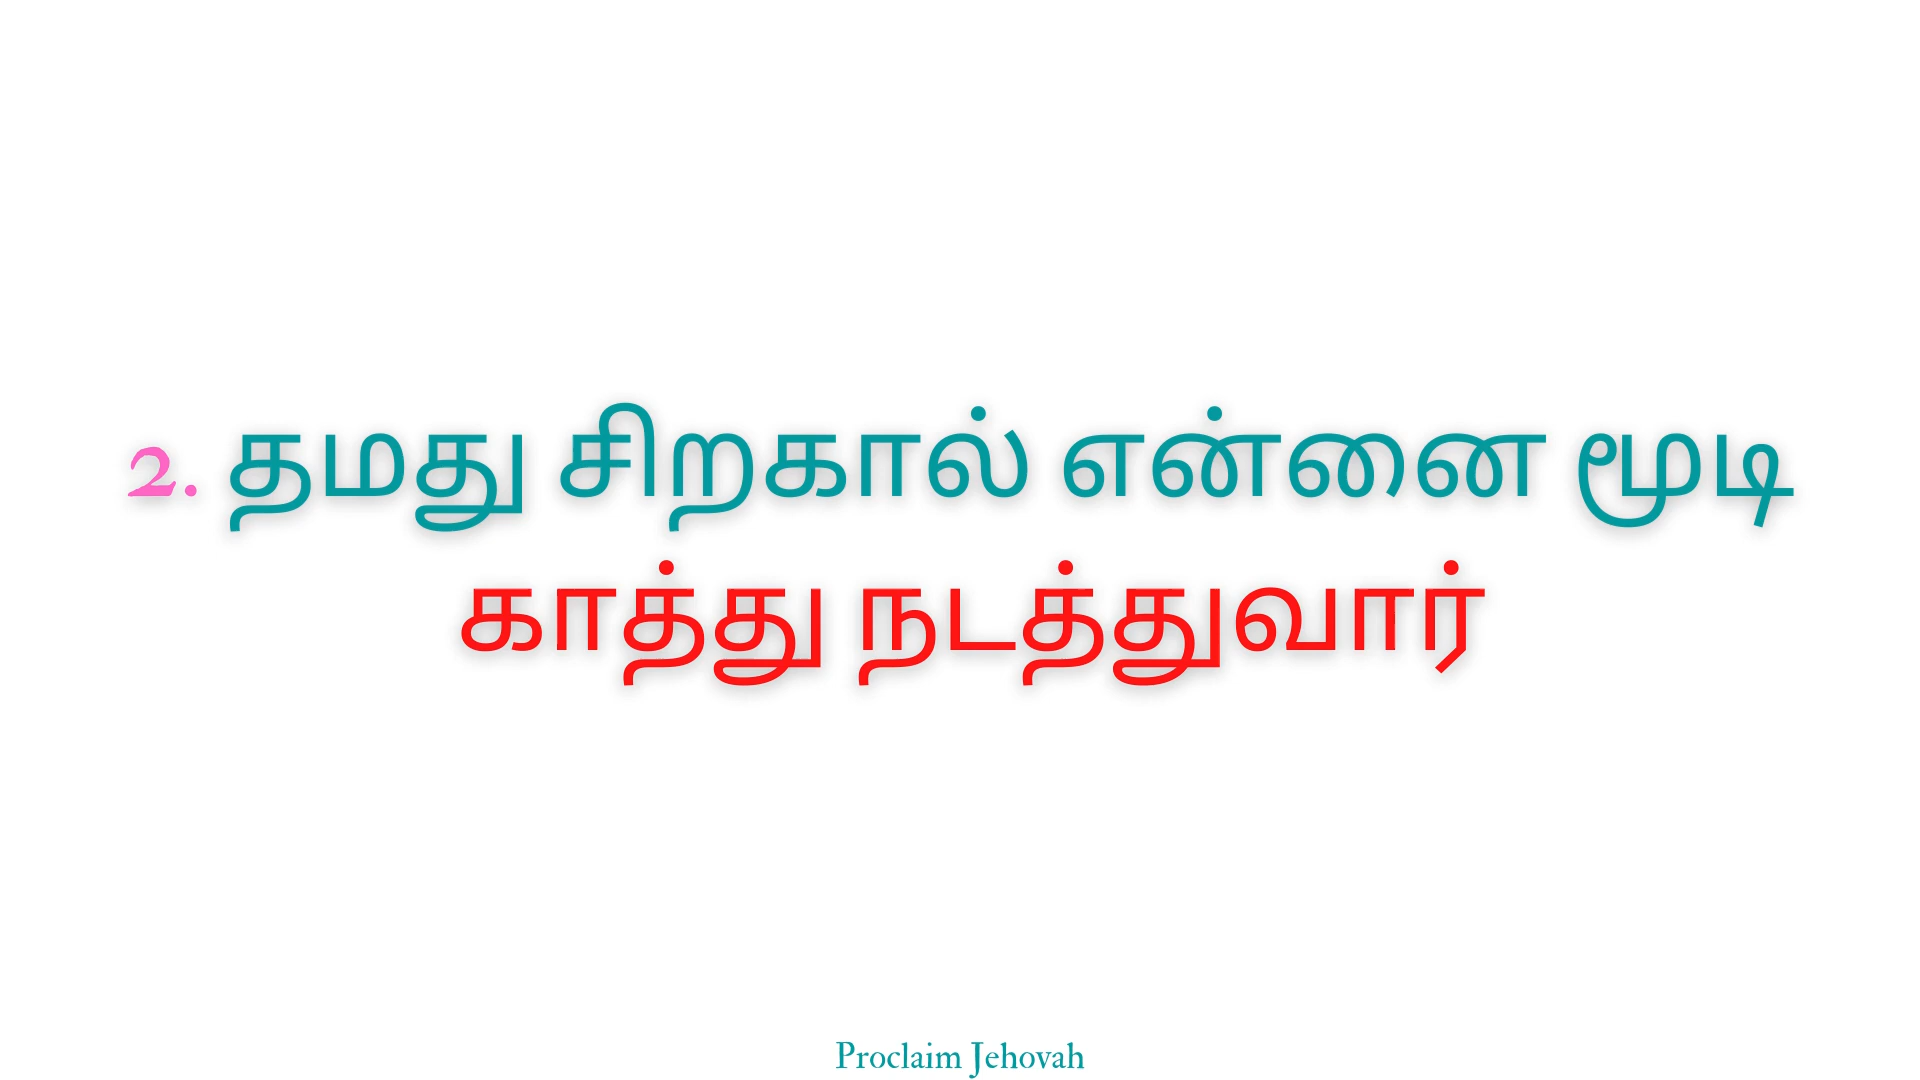 2. தமது சிறகால் என்னை மூடி
காத்து நடத்துவார்
Proclaim Jehovah